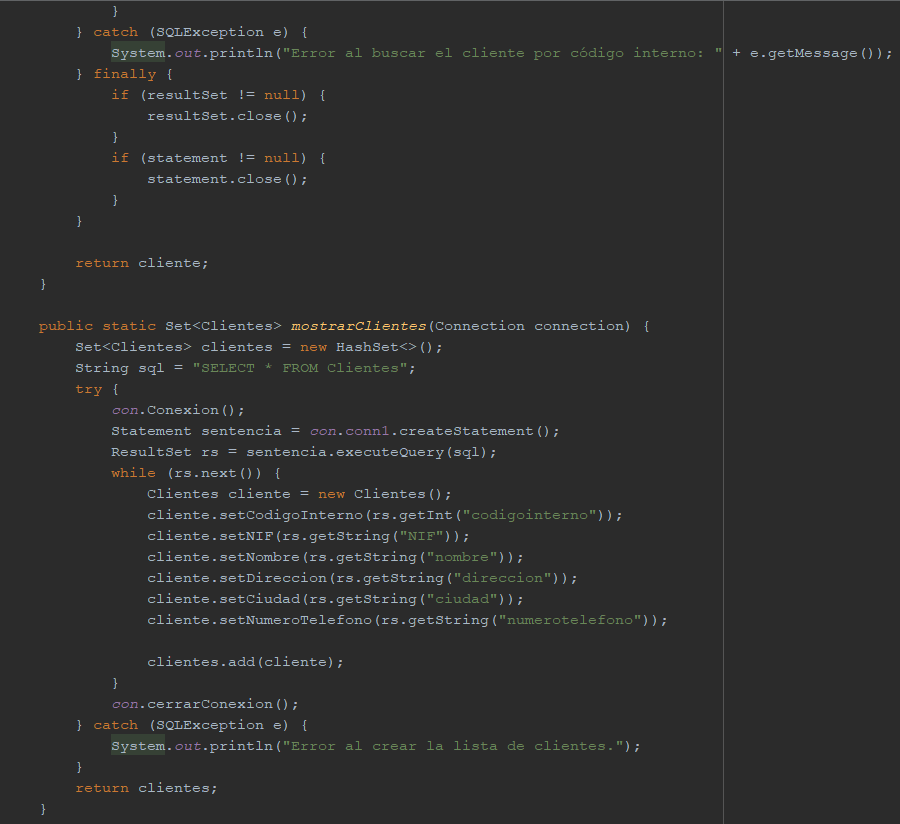 }
        } catch (SQLException e) {
            System.out.println("Error al buscar el cliente por código interno: " + e.getMessage());
        } finally {
            if (resultSet != null) {
                resultSet.close();
            }
            if (statement != null) {
                statement.close();
            }
        }

        return cliente;
    }

    public static Set<Clientes> mostrarClientes(Connection connection) {
        Set<Clientes> clientes = new HashSet<>();
        String sql = "SELECT * FROM Clientes";
        try {
            con.Conexion();
            Statement sentencia = con.conn1.createStatement();
            ResultSet rs = sentencia.executeQuery(sql);
            while (rs.next()) {
                Clientes cliente = new Clientes();
                cliente.setCodigoInterno(rs.getInt("codigointerno"));
                cliente.setNIF(rs.getString("NIF"));
                cliente.setNombre(rs.getString("nombre"));
                cliente.setDireccion(rs.getString("direccion"));
                cliente.setCiudad(rs.getString("ciudad"));
                cliente.setNumeroTelefono(rs.getString("numerotelefono"));

                clientes.add(cliente);
            }
            con.cerrarConexion();
        } catch (SQLException e) {
            System.out.println("Error al crear la lista de clientes.");
        }
        return clientes;
    }